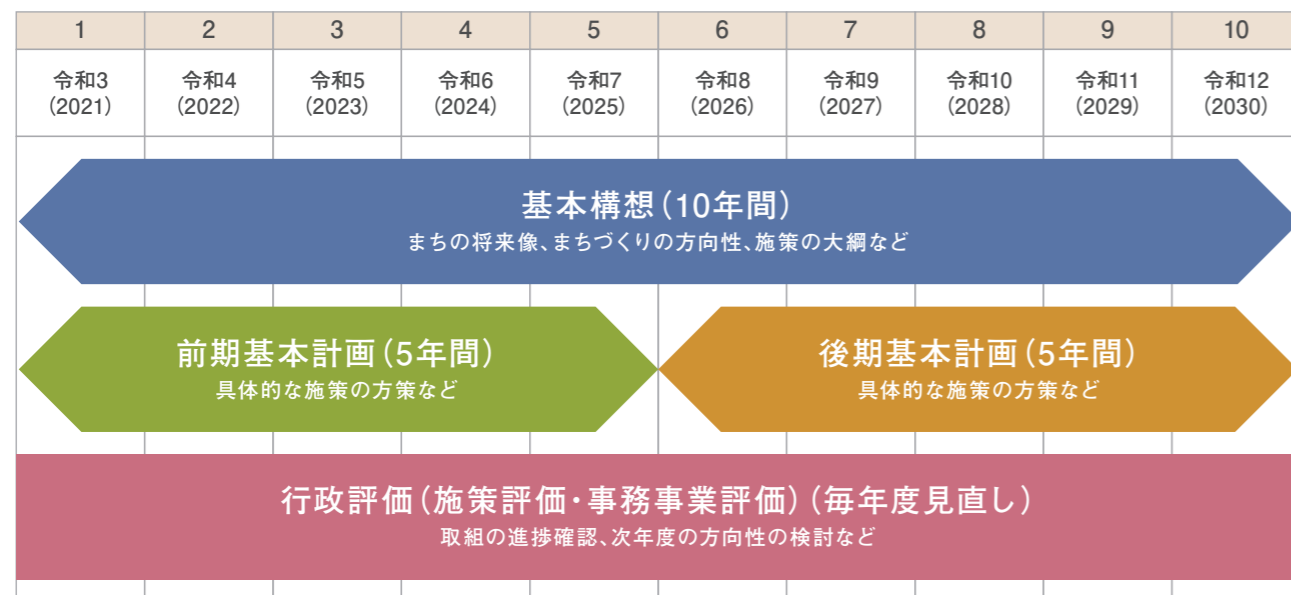 1 2 3 4 5 6 7 8 9 10
令和3 令和4 令和5 令和6 令和7 令和8 令和9 令和10 令和11 令和12
(2021) (2022) (2023) (2024) (2025) (2026) (2027) (2028) (2029) (2030)
基本構想(10年間)
まちの将来像、まちづくりの方向性、施策の大綱など
前期基本計画(5年間)
具体的な施策の方策など
後期基本計画(5年間)
具体的な施策の方策など
行政評価(施策評価・事務事業評価)(毎年度見直し)
取組の進捗確認、次年度の方向性の検討など